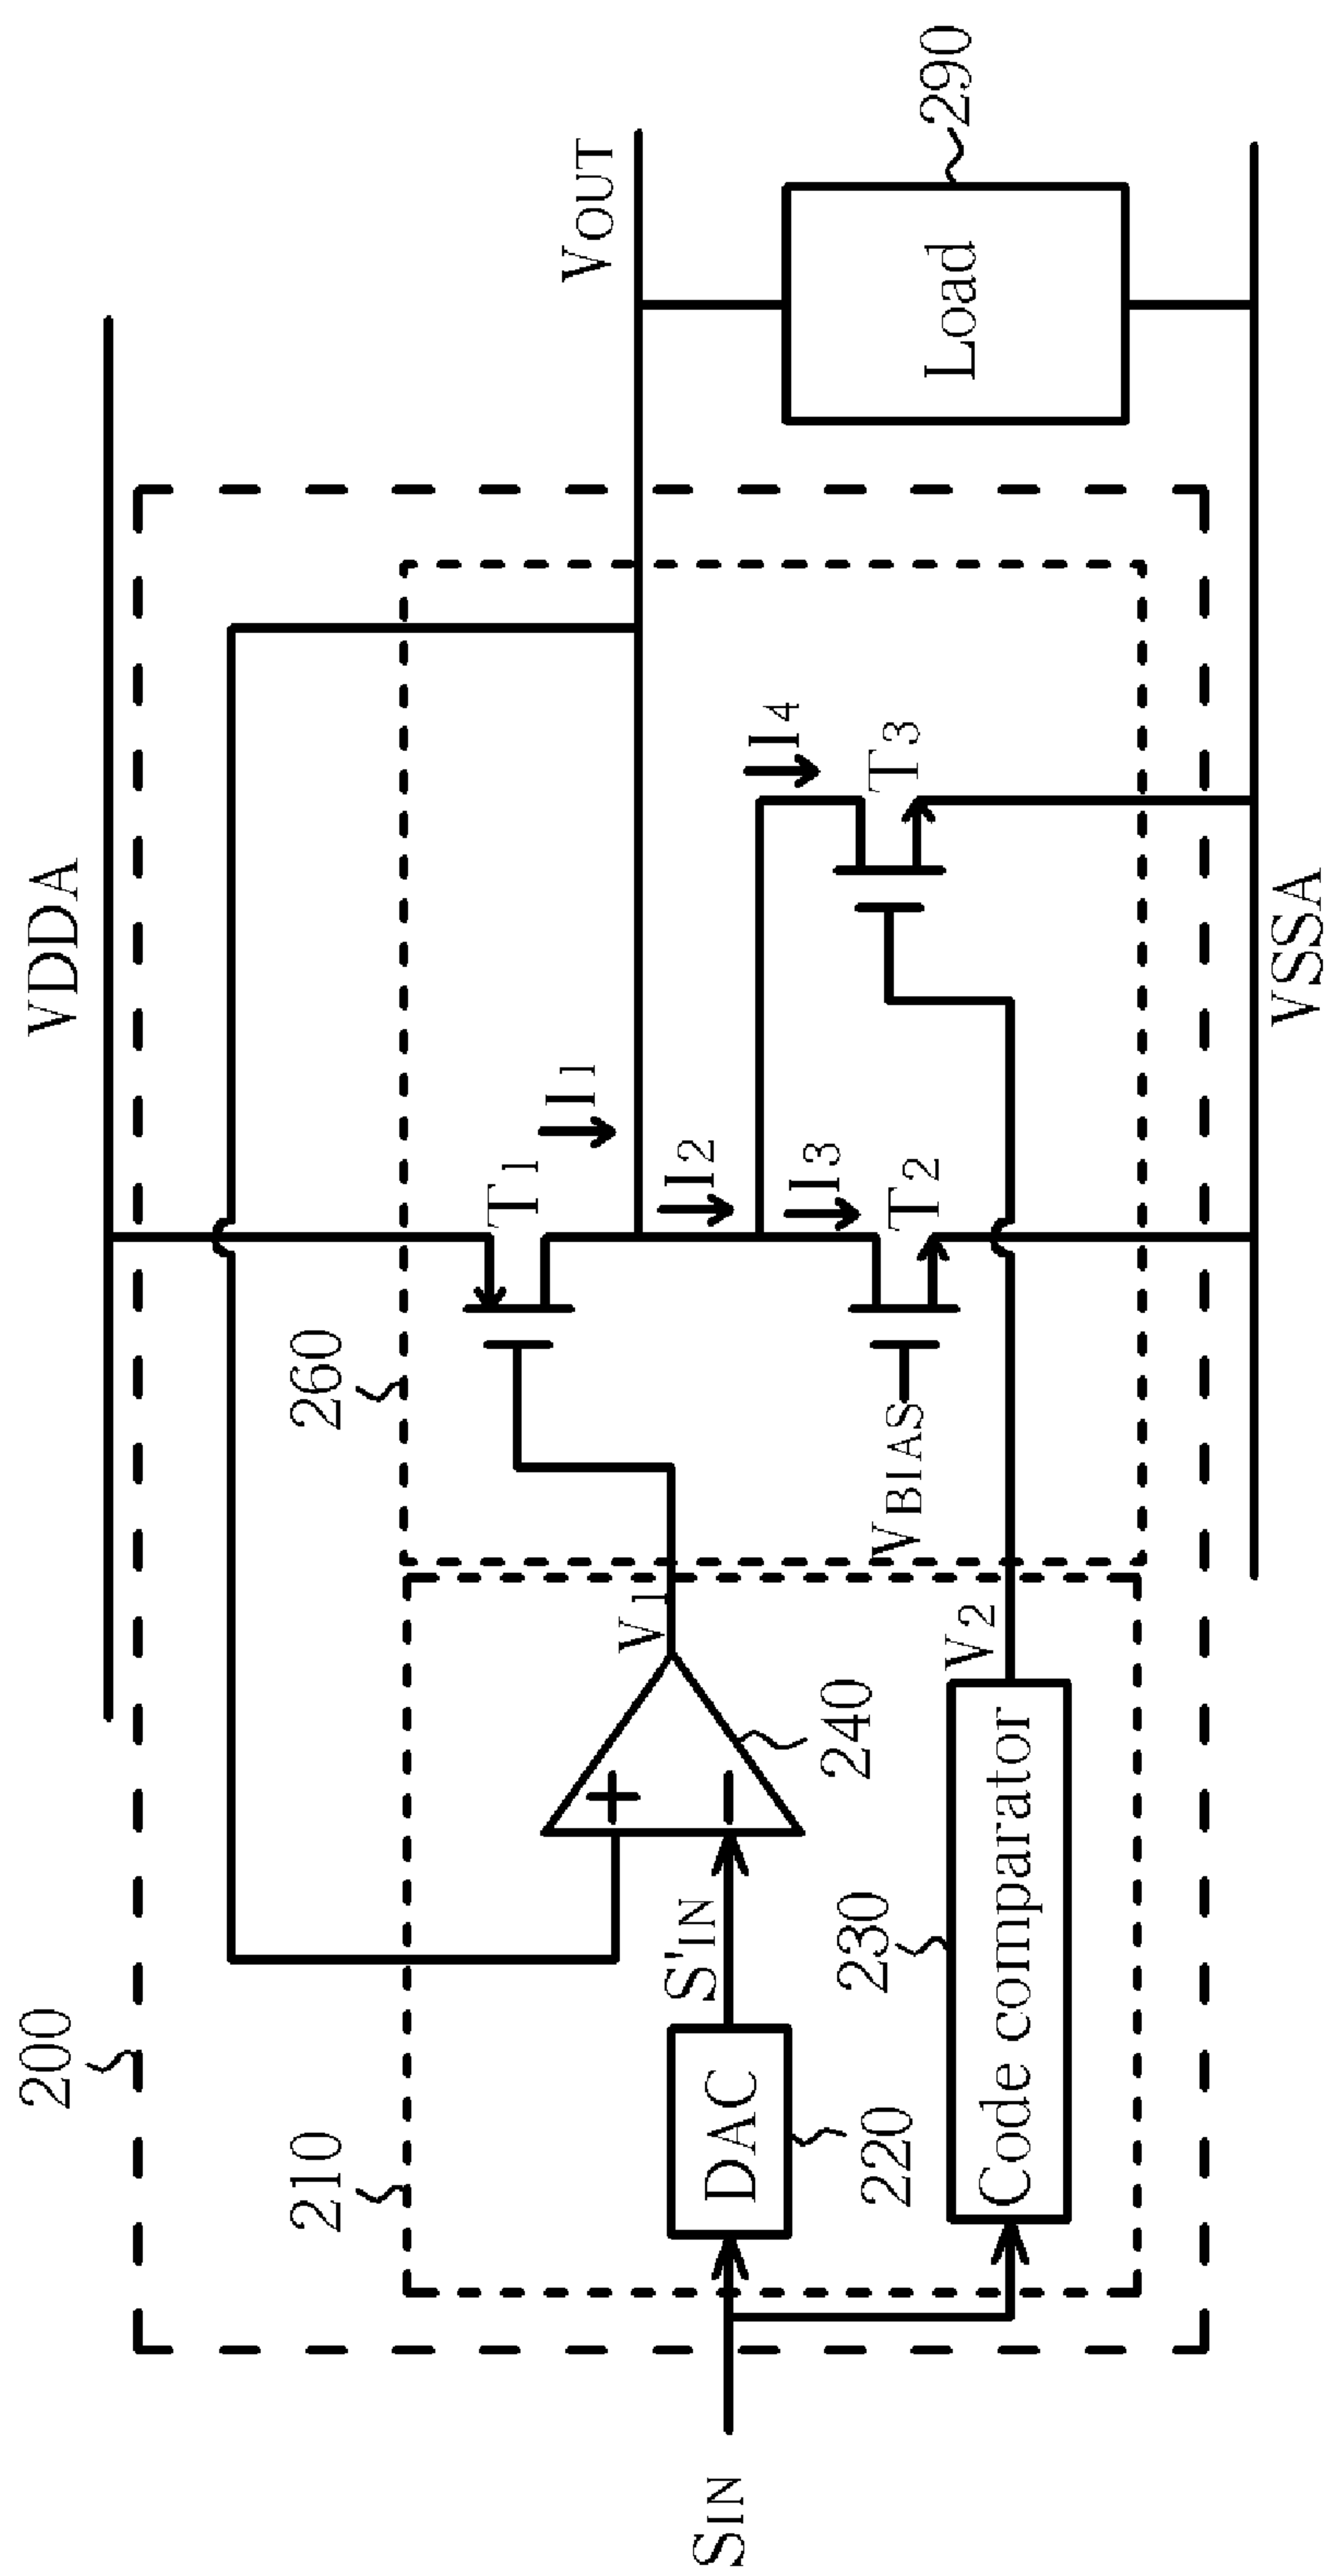 200
VDDA
210
260
VOUT
SIN
DAC
220
S'IN
+
−
240
V1
T1
I1
I2
I3
I4
VBIAS
T2
T3
230
Code comparator
V2
Load
290
VSSA